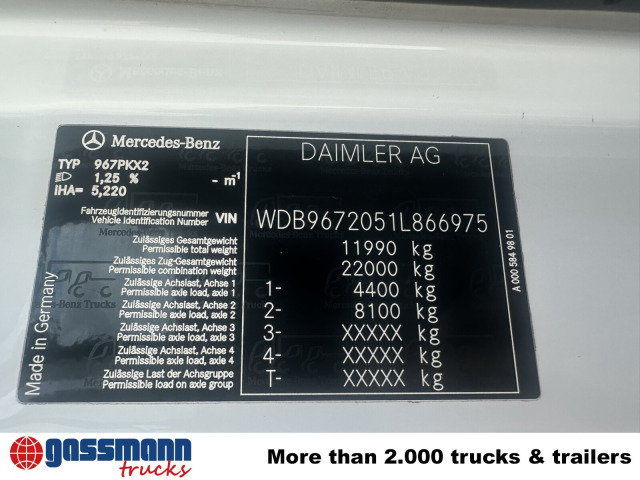 Mercedes-Benz
DAIMLER AG
TYP 967PKX2
1,25 % - m⁻¹
IHA= 5,220
Fahrzeugidentifizierungsnummer
Vehicle Identification Number VIN WDB9672051L866975
Zulässiges Gesamtgewicht
Permissible total weight 11990 kg
Zulässiges Zug-Gesamtgewicht
Permissible combination weight 22000 kg
Zulässige Achslast, Achse 1
Permissible axle load, axle 1 1- 4400 kg
Zulässige Achslast, Achse 2
Permissible axle load, axle 2 2- 8100 kg
Zulässige Achslast, Achse 3
Permissible axle load, axle 3 3- XXXXX kg
Zulässige Achslast, Achse 4
Permissible axle load, axle 4 4- XXXXX kg
Zulässige Last der Achsgruppe
Permissible load on axle group T- XXXXX kg
Made in Germany
A 000 584 98 01
gassmann
trucks
More than 2.000 trucks & trailers